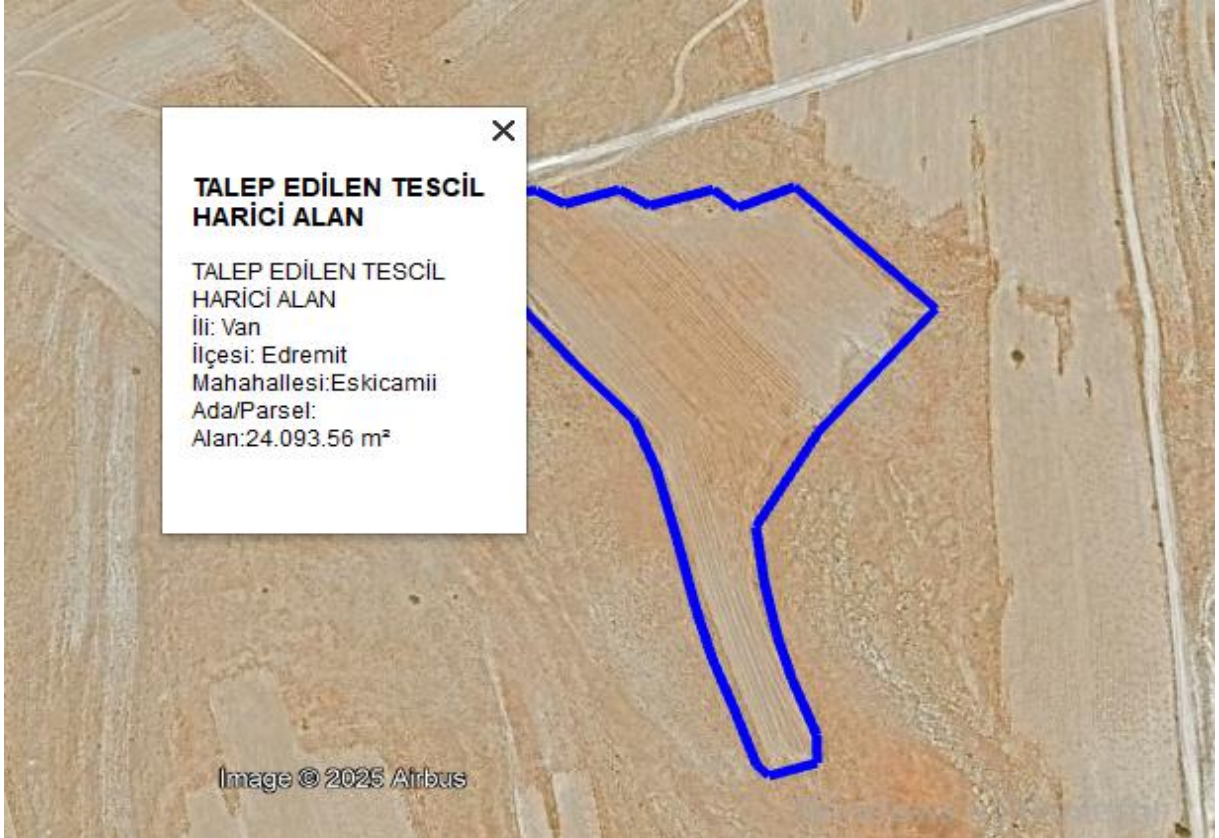 TALEP EDİLEN TESCİL
HARİCİ ALAN
TALEP EDİLEN TESCİL
HARİCİ ALAN
İli: Van
İlçesi: Edremit
Mahahallesi:Eskicamii
Ada/Parsel:
Alan:24.093.56 m²
Image © 2025 Airbus